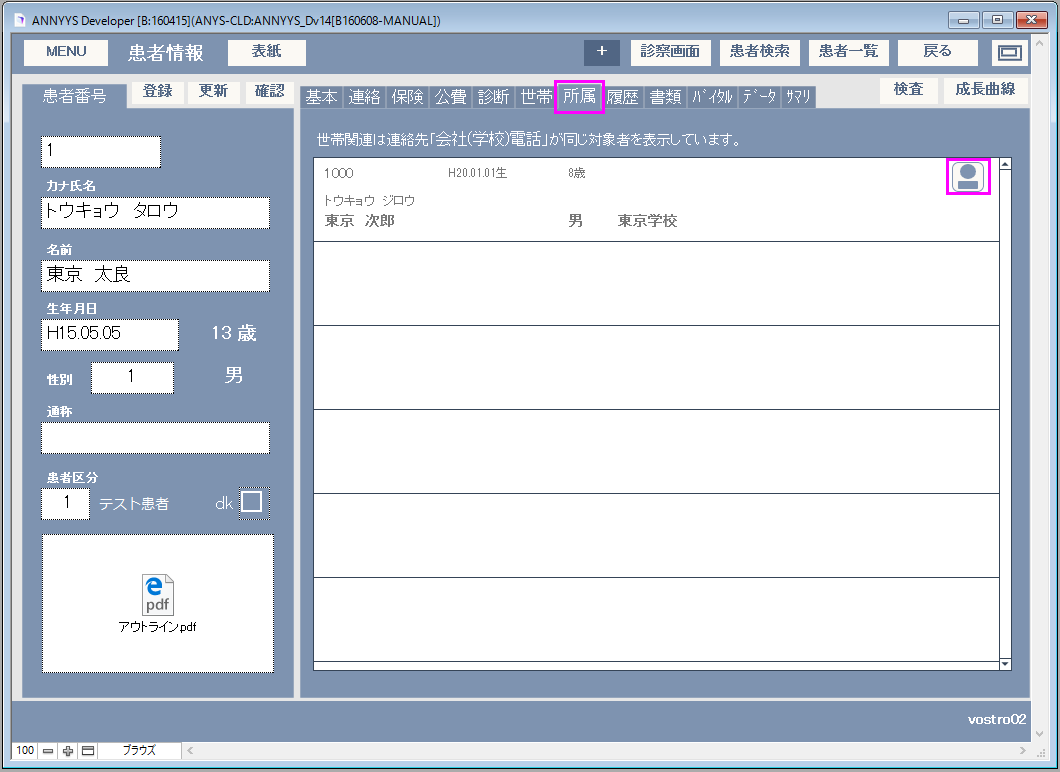 ANNYYS Developer [B:160415](ANYS-CLD:ANNYYS_Dv14[B160608-MANUAL])
MENU 患者情報 表紙 + 診察画面 患者検索 患者一覧 戻る
患者番号 登録 更新 確認 基本 連絡 保険 公費 診断 世帯 所属 履歴 書類 バイタル データ サマリ 検査 成長曲線
世帯関連は連絡先「会社(学校)電話」が同じ対象者を表示しています。
1
1000 H20.01.01生 8歳
カナ氏名
トウキョウ ジロウ
トウキョウ タロウ
東京 次郎 男 東京学校
名前
東京 太良
生年月日
H15.05.05 13 歳
性別 1 男
通称
患者区分
1 テスト患者 dk
pdf
アウトライン.pdf
vostro02
100 ブラウズ